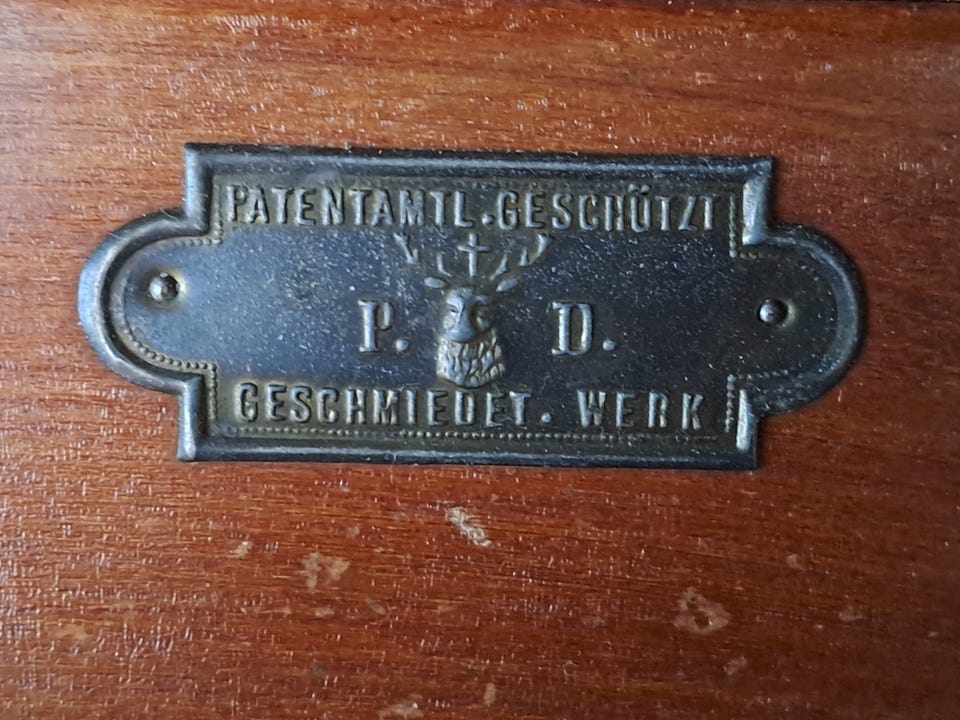 PATENTAMTL. GESCHÜTZT
P. D.
GESCHMIEDET. WERK